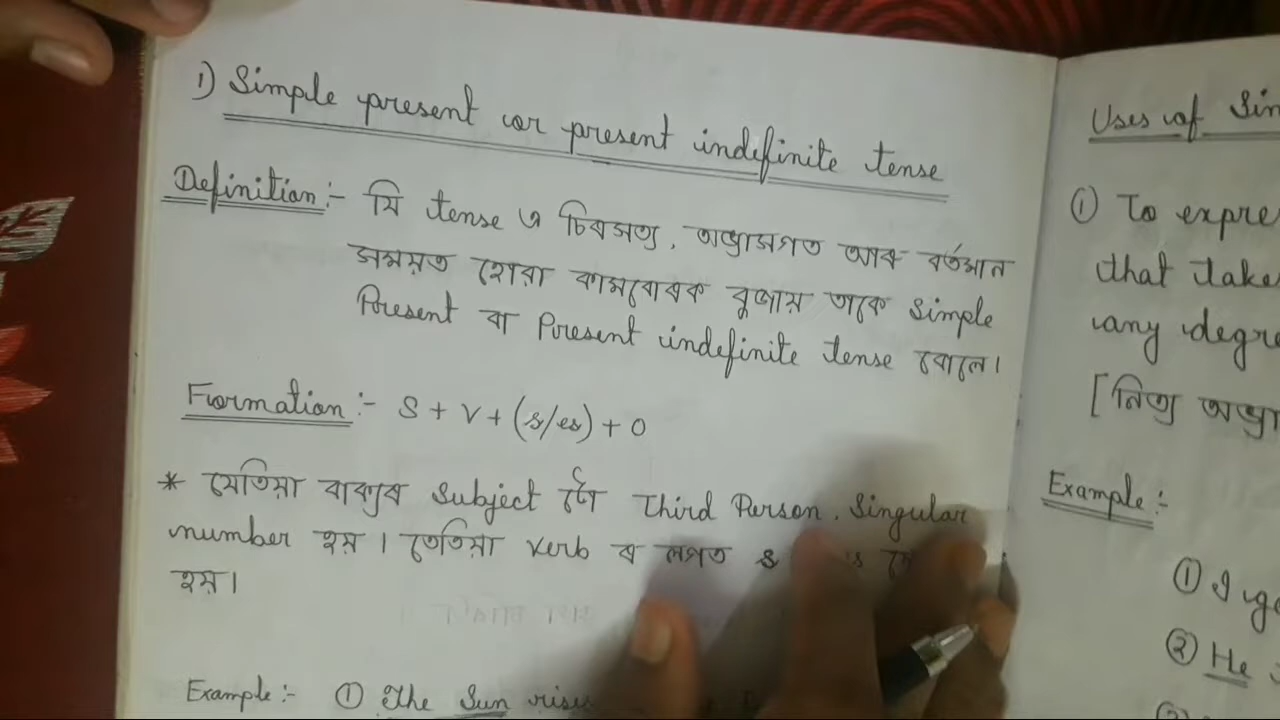 1) Simple present or present indefinite tense
Definition:- যি tense এ চিৰসত্য, অভ্যাসগত আৰু বৰ্তমান
সময়ত হোৱা কামবোৰক বুজায় তাকে simple
Present বা Present indefinite tense বোলে।
Formation:- S + V + (s/es) + O
* যেতিয়া বাক্যৰ subject টো Third Person, Singular
number হয়। তেতিয়া verb ৰ লগত s
হয়।
Example:- ① The Sun rises
Uses of Sin
① To expre
that take
any degre
[নিত্য অভ্যা
Example:-
① I
② He